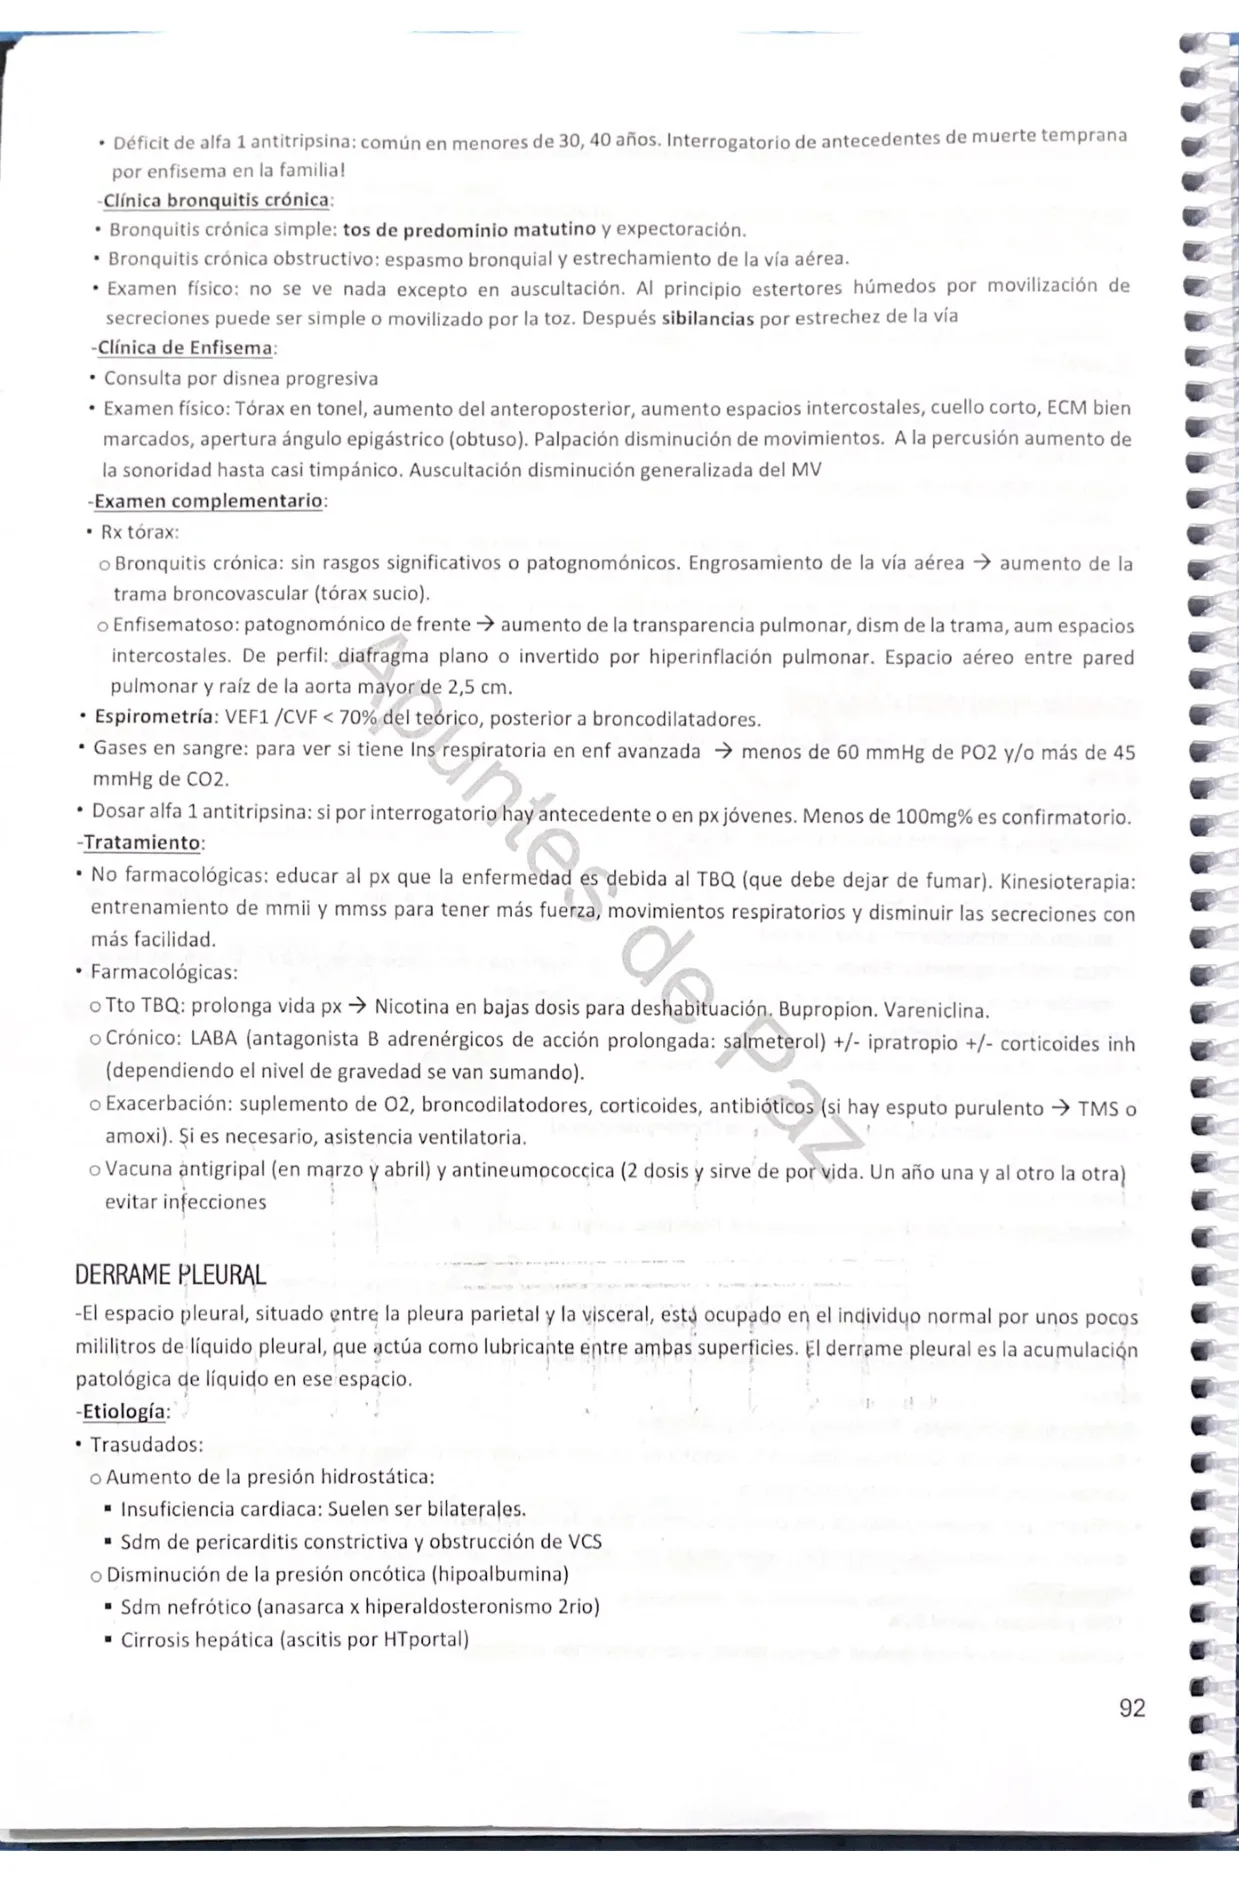 • Déficit de alfa 1 antitripsina: común en menores de 30, 40 años. Interrogatorio de antecedentes de muerte temprana
por enfisema en la familia!
-Clínica bronquitis crónica:
• Bronquitis crónica simple: tos de predominio matutino y expectoración.
• Bronquitis crónica obstructivo: espasmo bronquial y estrechamiento de la vía aérea.
• Examen físico: no se ve nada excepto en auscultación. Al principio estertores húmedos por movilización de
secreciones puede ser simple o movilizado por la toz. Después sibilancias por estrechez de la vía
-Clínica de Enfisema:
• Consulta por disnea progresiva
• Examen físico: Tórax en tonel, aumento del anteroposterior, aumento espacios intercostales, cuello corto, ECM bien
marcados, apertura ángulo epigástrico (obtuso). Palpación disminución de movimientos. A la percusión aumento de
la sonoridad hasta casi timpánico. Auscultación disminución generalizada del MV
-Examen complementario:
• Rx tórax:
o Bronquitis crónica: sin rasgos significativos o patognomónicos. Engrosamiento de la vía aérea → aumento de la
trama broncovascular (tórax sucio).
o Enfisematoso: patognomónico de frente → aumento de la transparencia pulmonar, dism de la trama, aum espacios
intercostales. De perfil: diafragma plano o invertido por hiperinflación pulmonar. Espacio aéreo entre pared
pulmonar y raíz de la aorta mayor de 2,5 cm.
• Espirometría: VEF1 /CVF < 70% del teórico, posterior a broncodilatadores.
• Gases en sangre: para ver si tiene Ins respiratoria en enf avanzada → menos de 60 mmHg de PO2 y/o más de 45
mmHg de CO2.
• Dosar alfa 1 antitripsina: si por interrogatorio hay antecedente o en px jóvenes. Menos de 100mg% es confirmatorio.
-Tratamiento:
• No farmacológicas: educar al px que la enfermedad es debida al TBQ (que debe dejar de fumar). Kinesioterapia:
entrenamiento de mmii y mmss para tener más fuerza, movimientos respiratorios y disminuir las secreciones con
más facilidad.
• Farmacológicas:
o Tto TBQ: prolonga vida px → Nicotina en bajas dosis para deshabituación. Bupropion. Vareniclina.
o Crónico: LABA (antagonista B adrenérgicos de acción prolongada: salmeterol) +/- ipratropio +/- corticoides inh
(dependiendo el nivel de gravedad se van sumando).
o Exacerbación: suplemento de O2, broncodilatodores, corticoides, antibióticos (si hay esputo purulento → TMS o
amoxi). Si es necesario, asistencia ventilatoria.
o Vacuna antigripal (en marzo y abril) y antineumococcica (2 dosis y sirve de por vida. Un año una y al otro la otra)
evitar infecciones
DERRAME PLEURAL
-El espacio pleural, situado entre la pleura parietal y la visceral, está ocupado en el individuo normal por unos pocos
mililitros de líquido pleural, que actúa como lubricante entre ambas superficies. El derrame pleural es la acumulación
patológica de líquido en ese espacio.
-Etiología:
• Trasudados:
o Aumento de la presión hidrostática:
▪ Insuficiencia cardiaca: Suelen ser bilaterales.
▪ Sdm de pericarditis constrictiva y obstrucción de VCS
o Disminución de la presión oncótica (hipoalbumina)
▪ Sdm nefrótico (anasarca x hiperaldosteronismo 2rio)
▪ Cirrosis hepática (ascitis por HTportal)
92
Apuntes de Paz